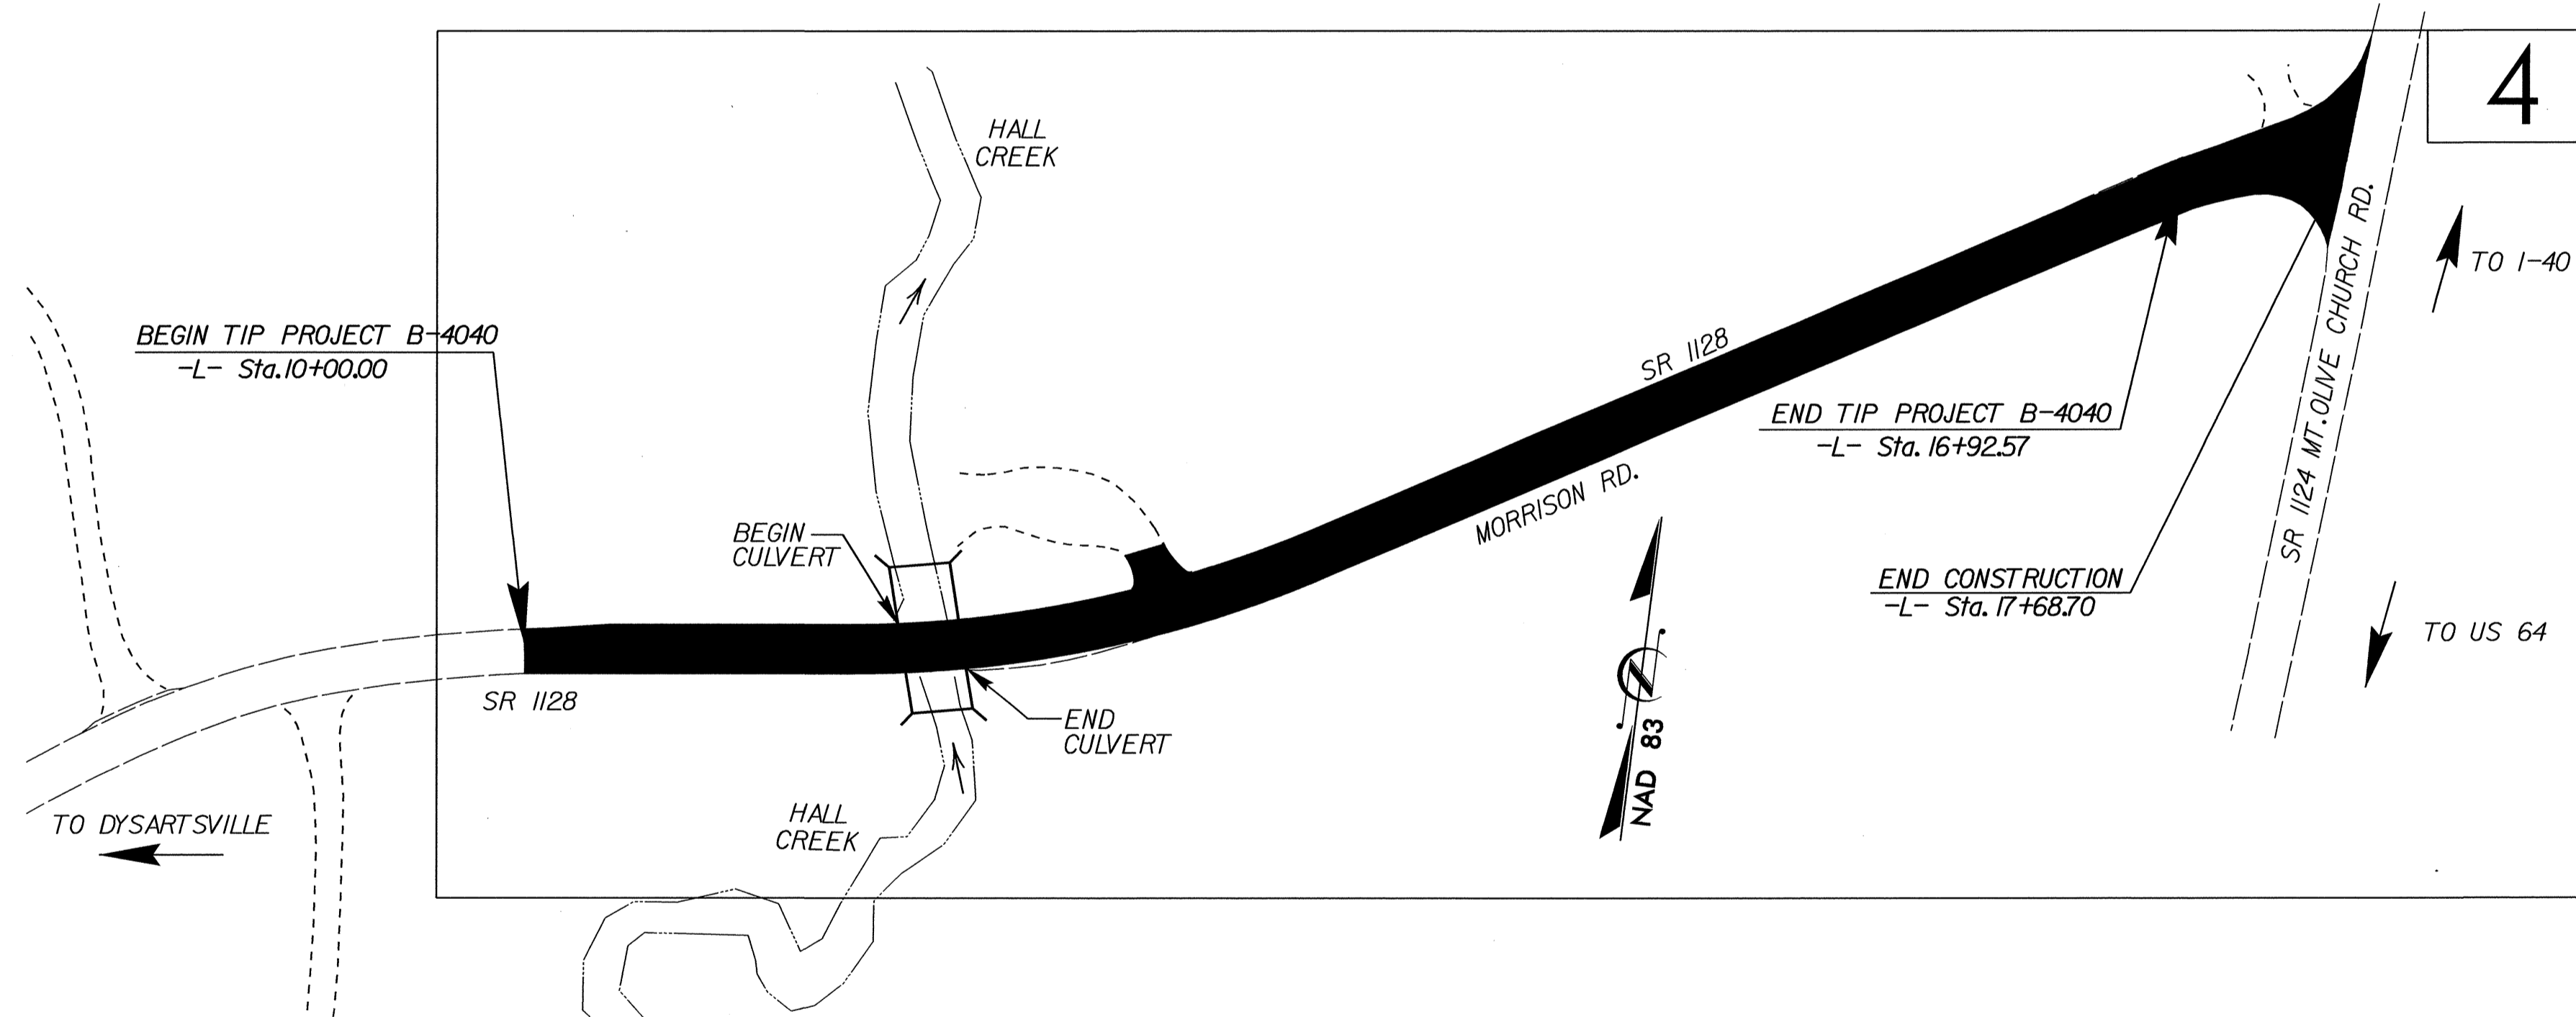 4
HALL
CREEK
TO I-40
BEGIN TIP PROJECT B-4040
-L- Sta. 10+00.00
SR 1128
END TIP PROJECT B-4040
-L- Sta. 16+92.57
SR 1124 MT. OLIVE CHURCH RD.
MORRISON RD.
BEGIN
CULVERT
END CONSTRUCTION
-L- Sta. 17+68.70
TO US 64
SR 1128
END
CULVERT
NAD 83
HALL
CREEK
TO DYSARTSVILLE